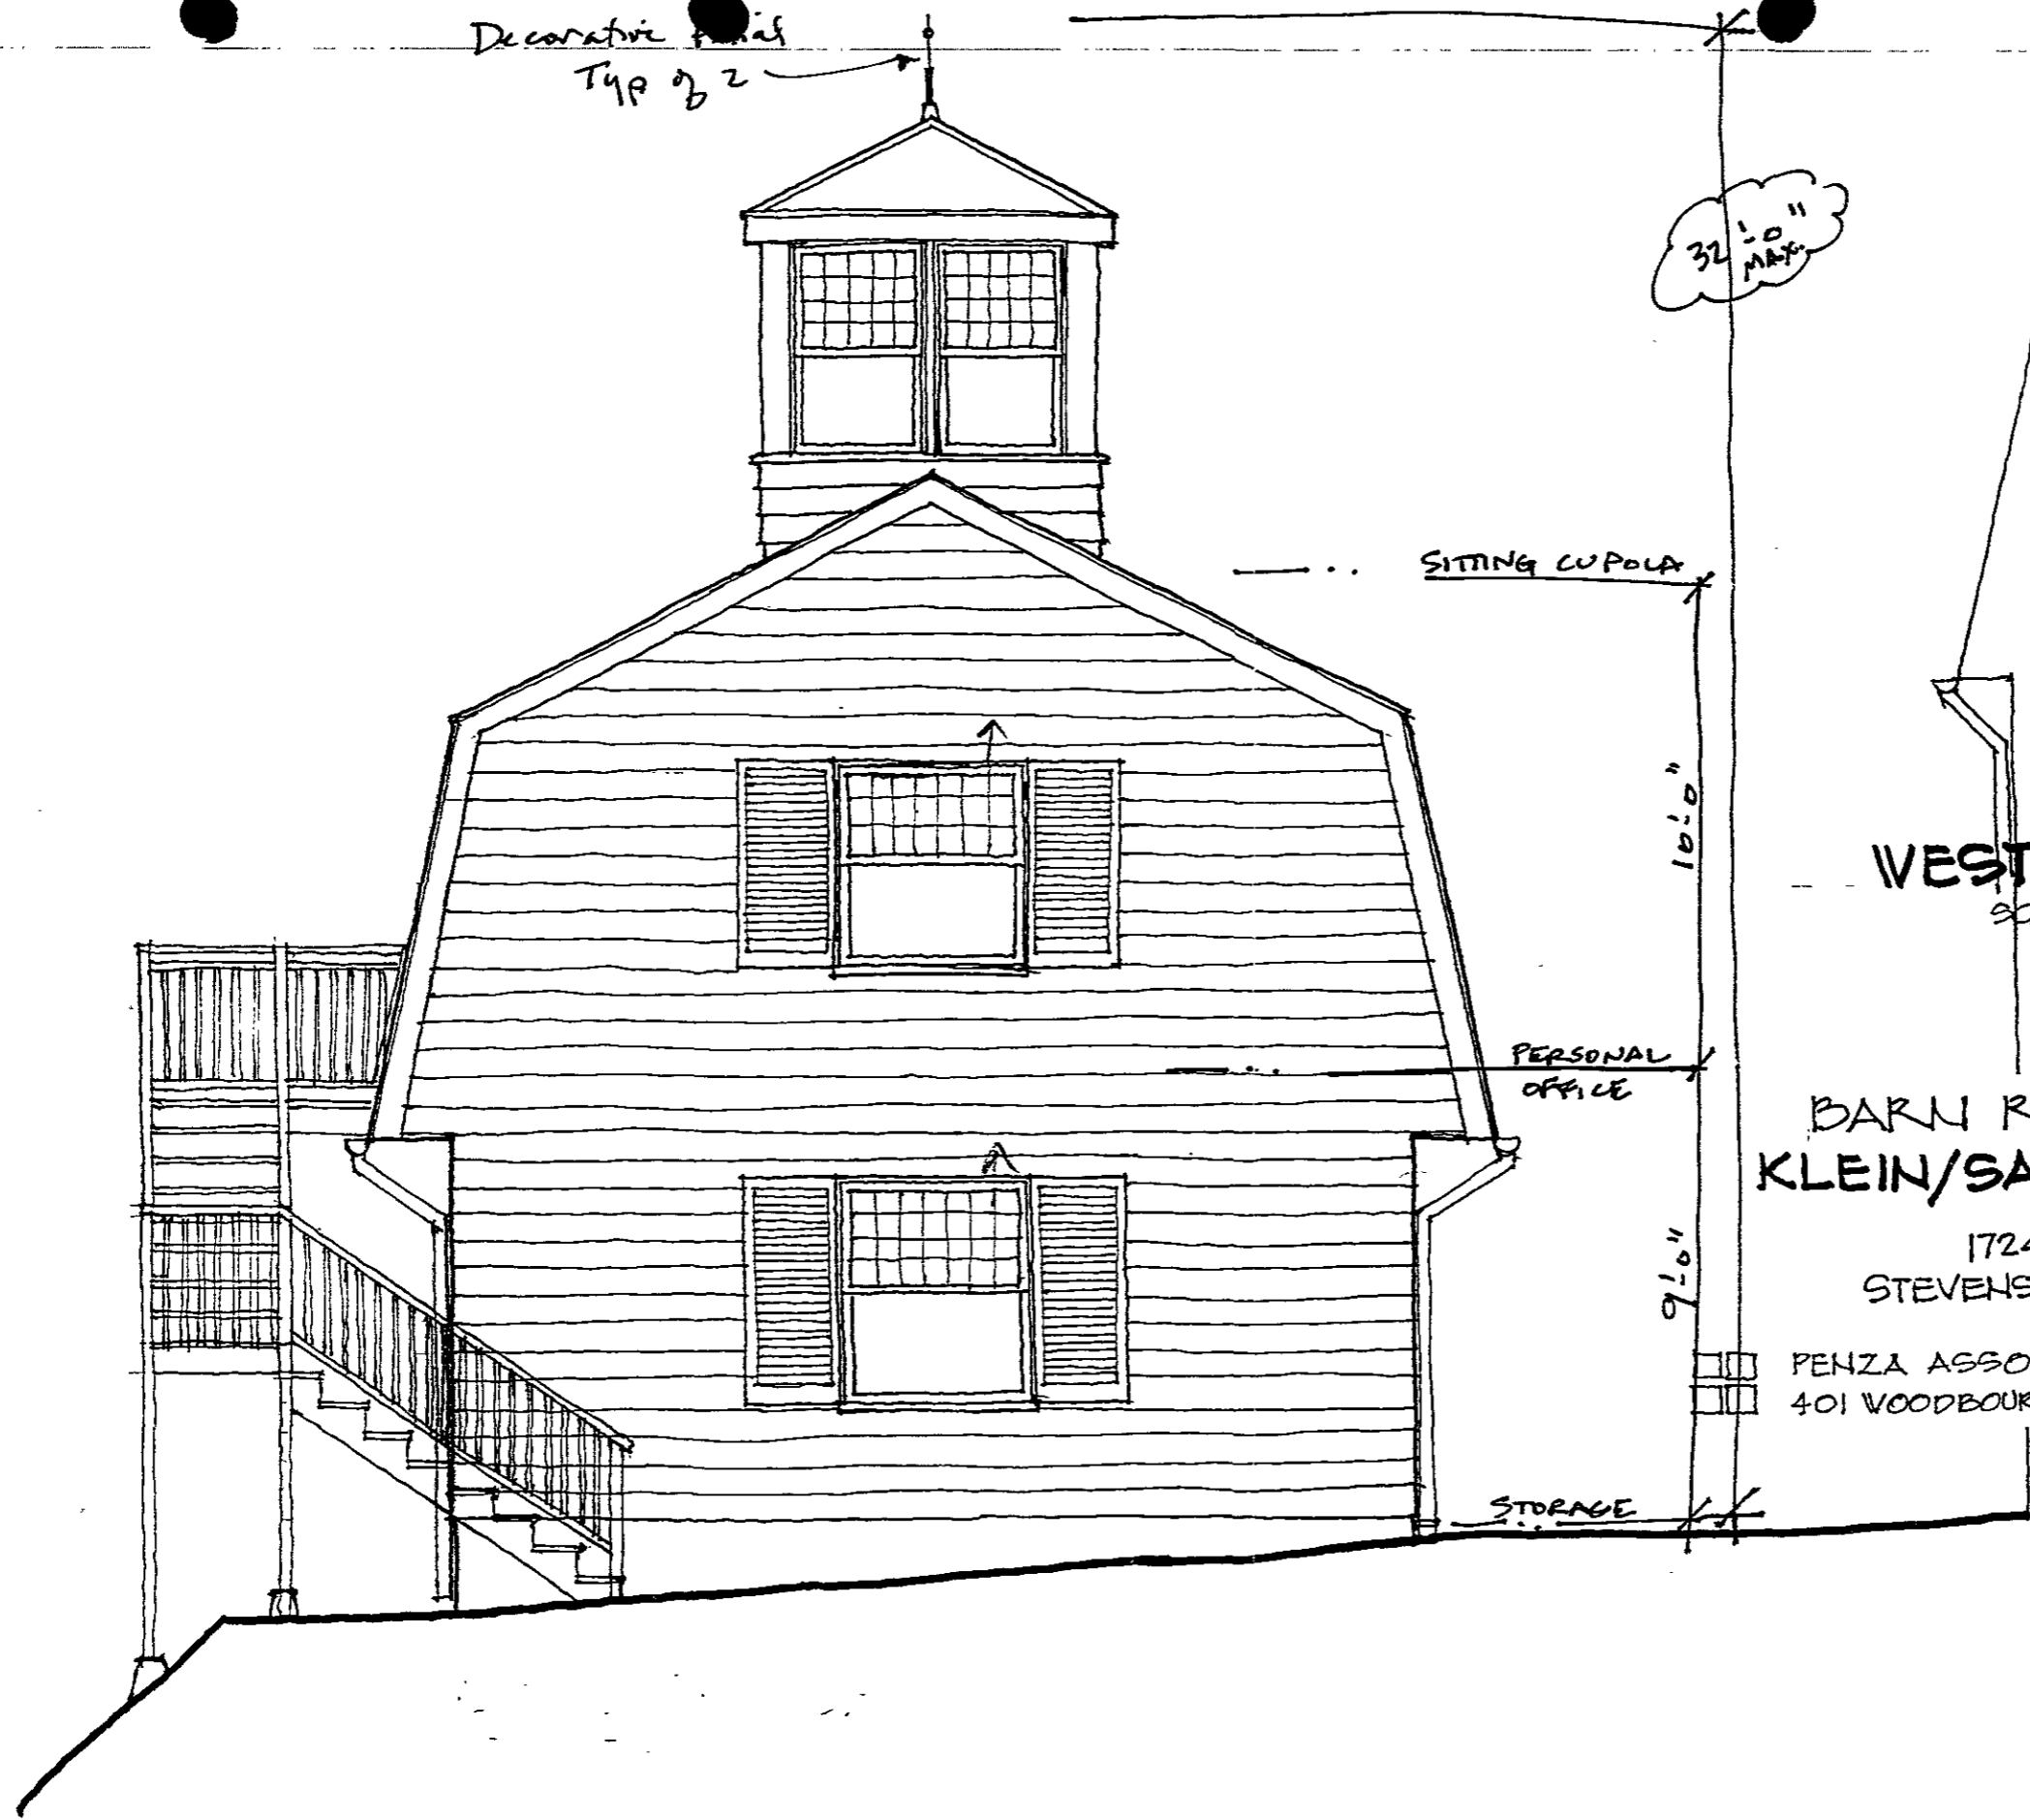 Decorative
Typ of 2
32'-0"
MAX.
SITTING CUPOLA
10'-0"
WEST
PERSONAL
OFFICE
BARN R
KLEIN/SA
9'-0"
1724
STEVENS
PENZA ASSO
401 WOODBOUR
STORAGE